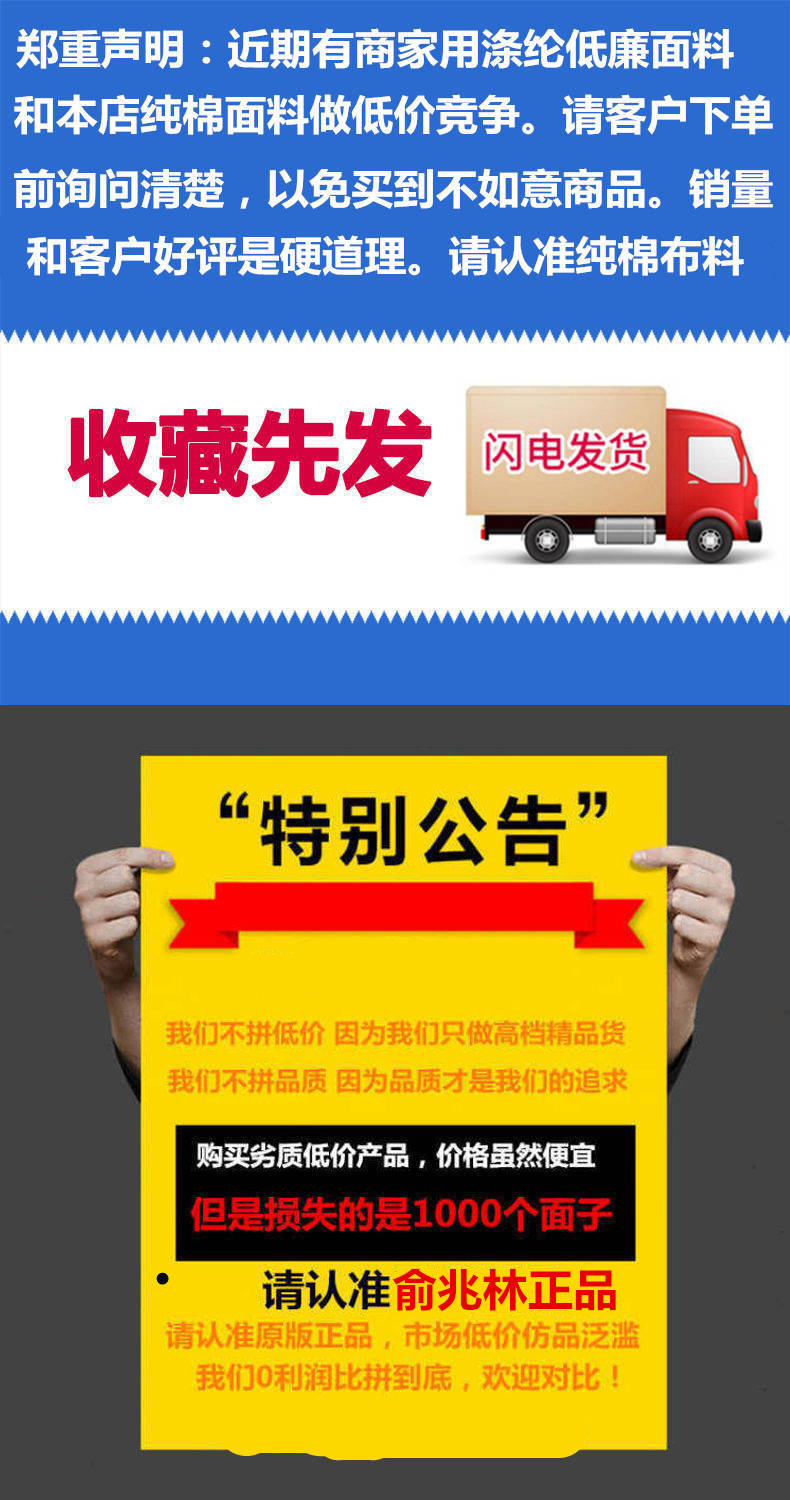 郑重声明：近期有商家用涤纶低廉面料
和本店纯棉面料做低价竞争。请客户下单
前询问清楚，以免买到不如意商品。销量
和客户好评是硬道理。请认准纯棉布料
收藏先发
闪电发货
“特别公告”
我们不拼低价 因为我们只做高档精品货
我们不拼品质 因为品质才是我们的追求
购买劣质低价产品，价格虽然便宜
但是损失的是1000个面子
请认准俞兆林正品
请认准原版正品，市场低价仿品泛滥
我们0利润比拼到底，欢迎对比！